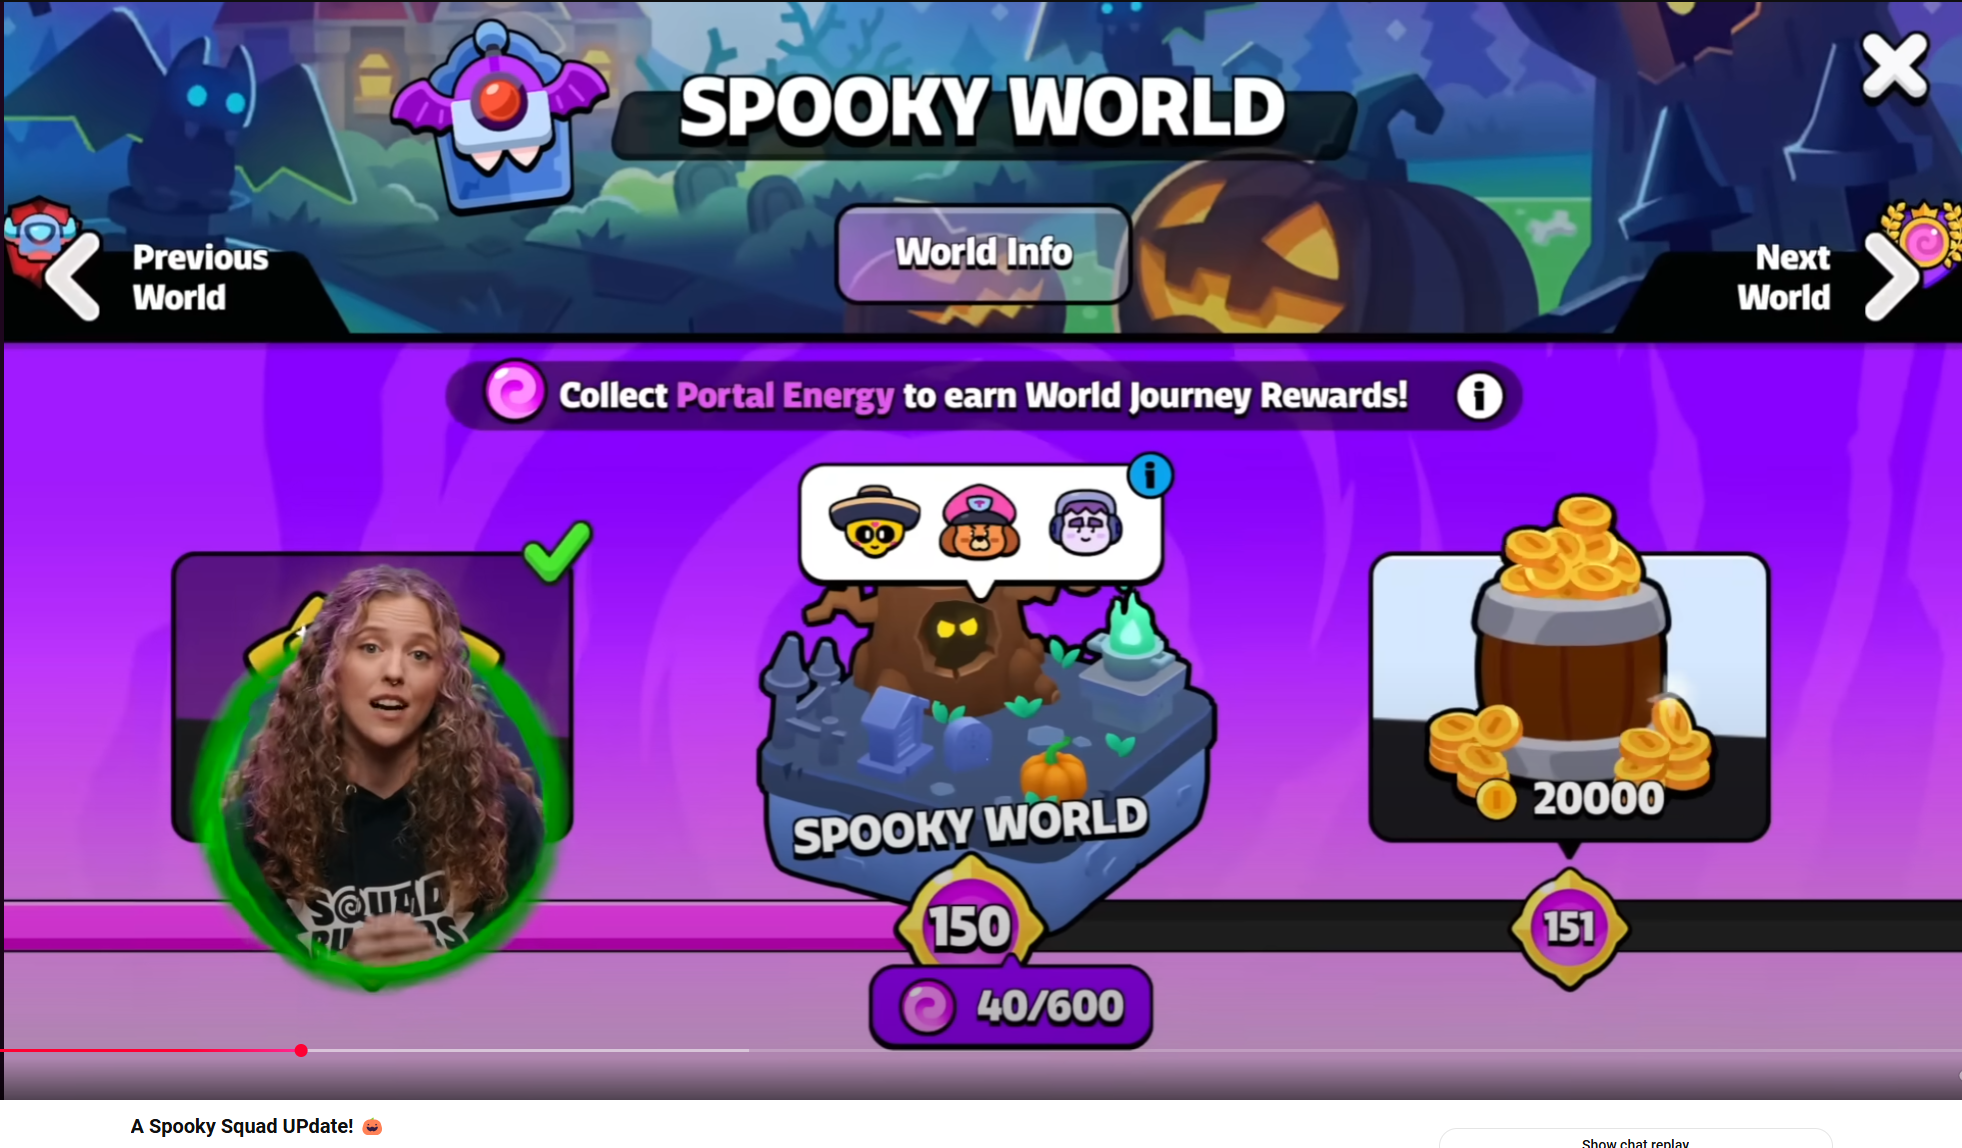 SPOOKY WORLD
World Info
Previous
World
Next
World
Collect Portal Energy to earn World Journey Rewards!
i
i
20000
SPOOKY WORLD
SQUAD
150
151
40/600
A Spooky Squad UPdate! 🎃
Show chat replay